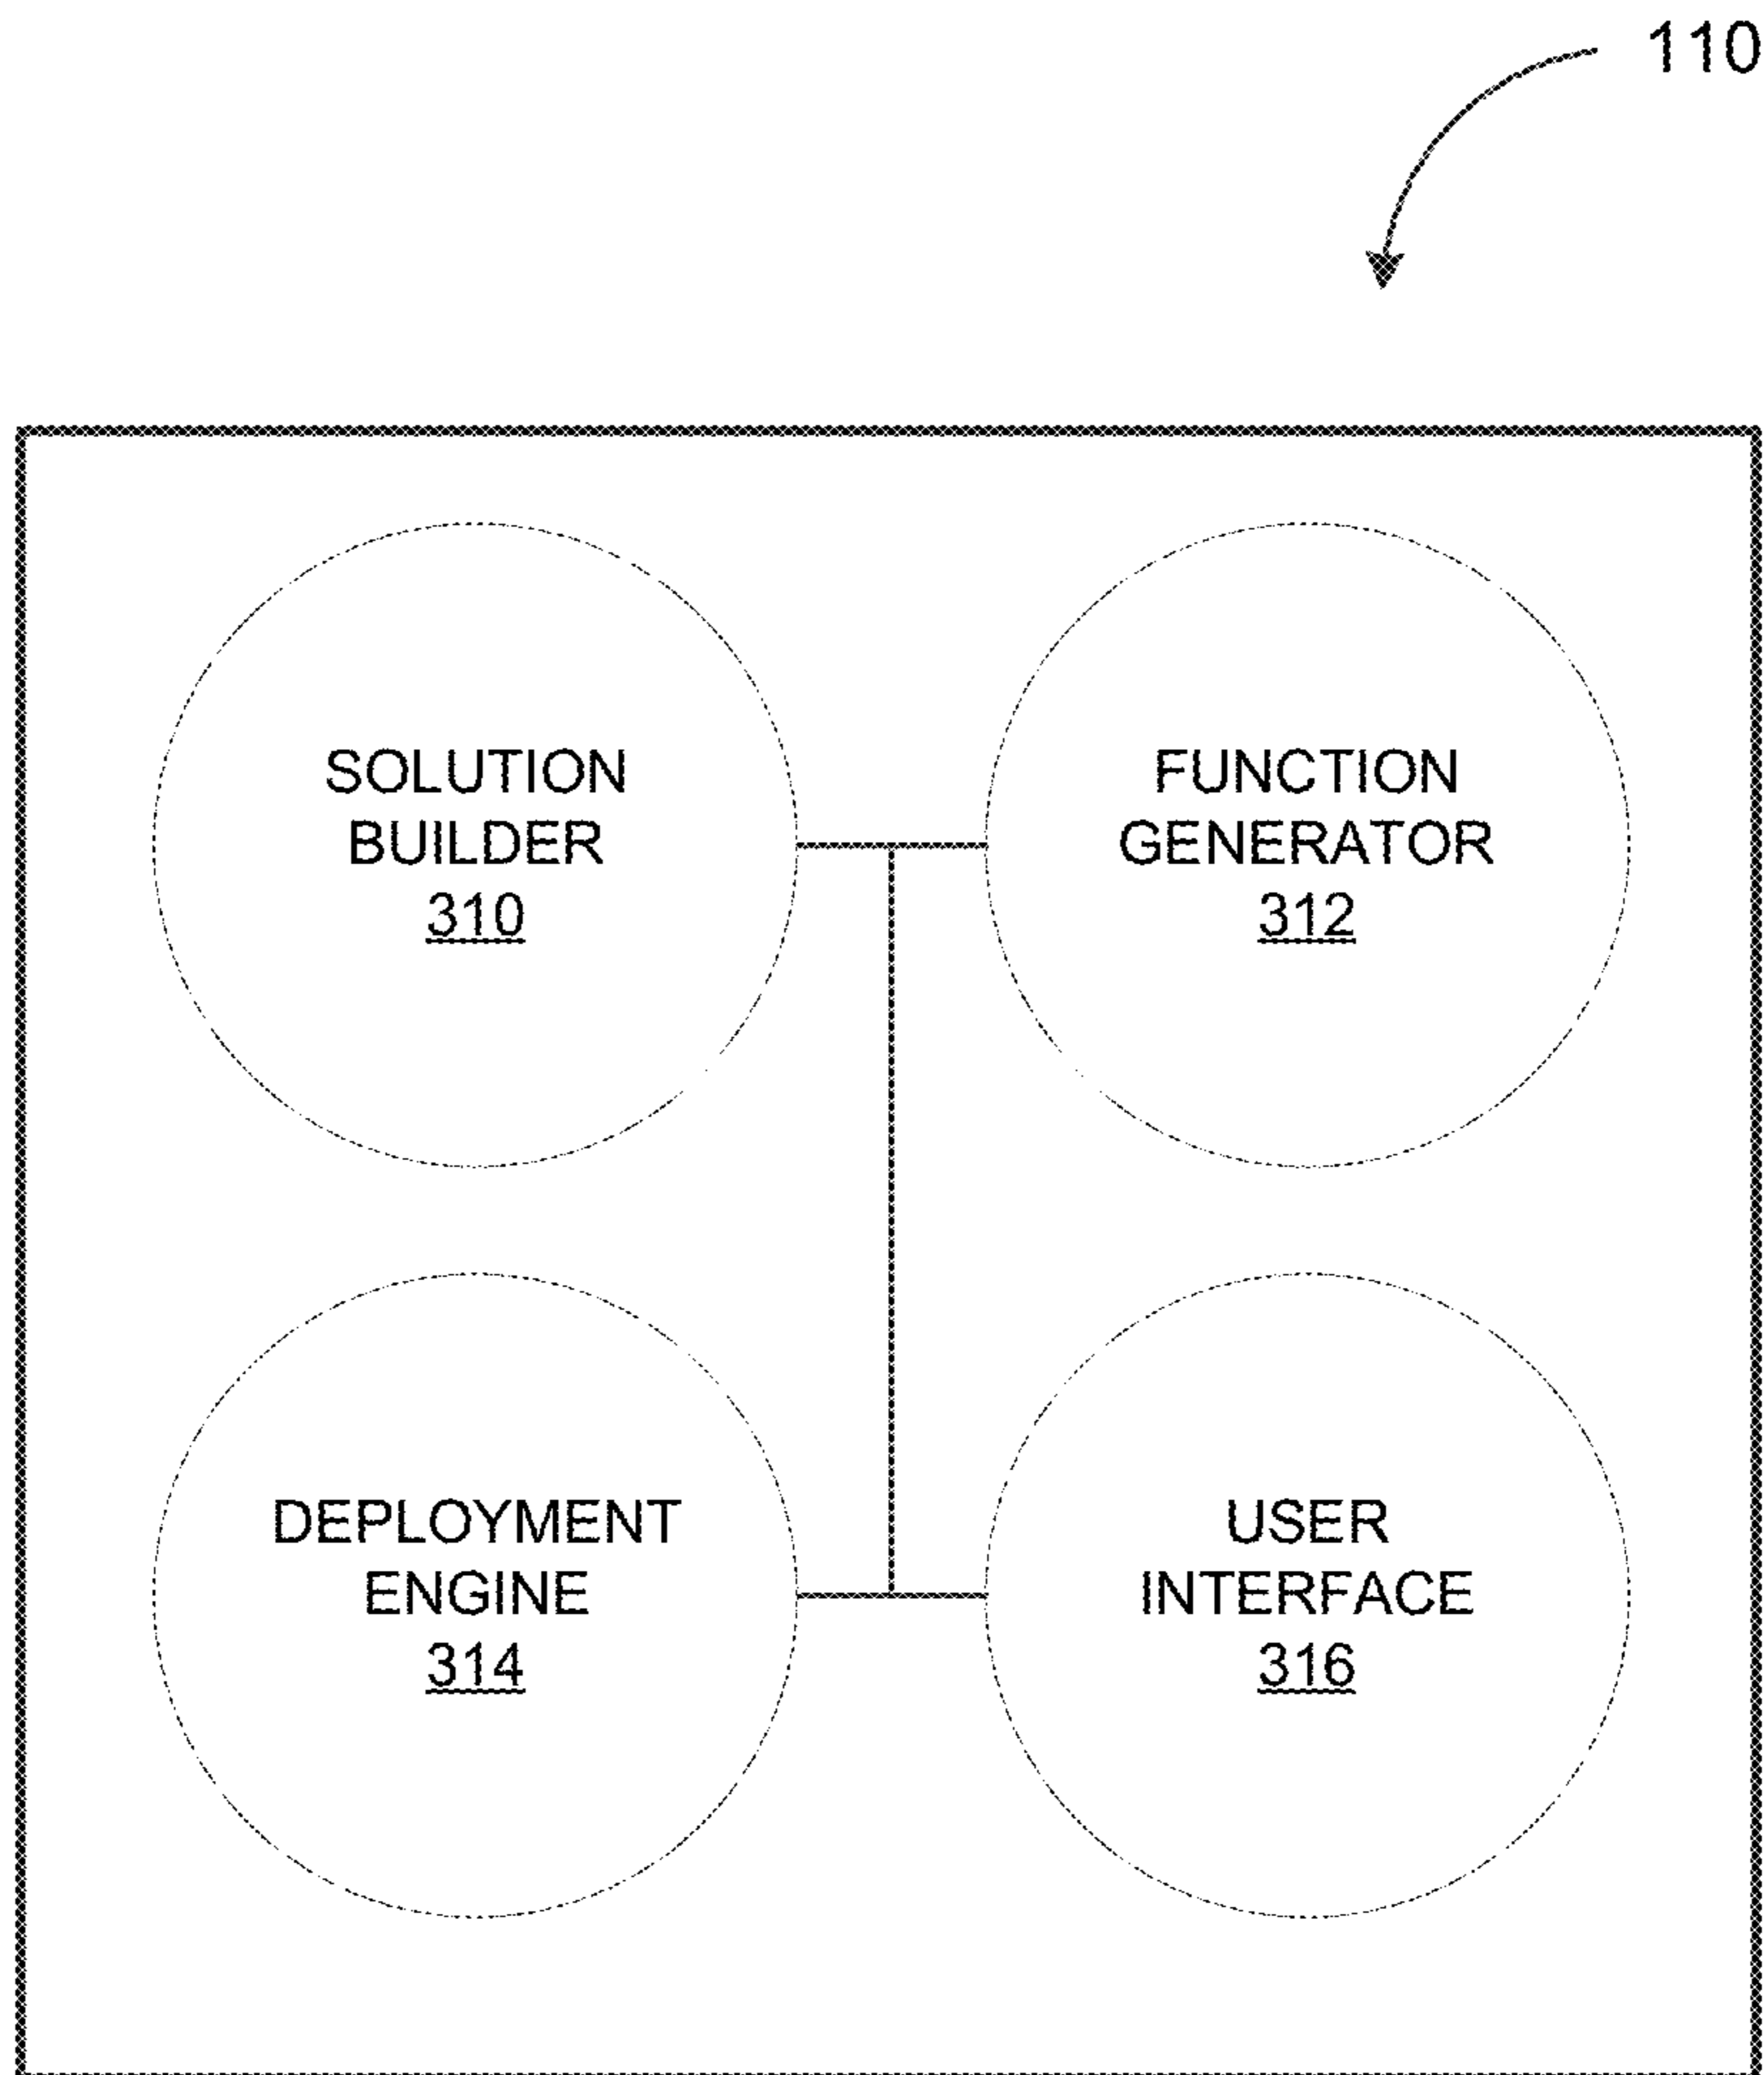 110
SOLUTION
BUILDER
310
FUNCTION
GENERATOR
312
DEPLOYMENT
ENGINE
314
USER
INTERFACE
316